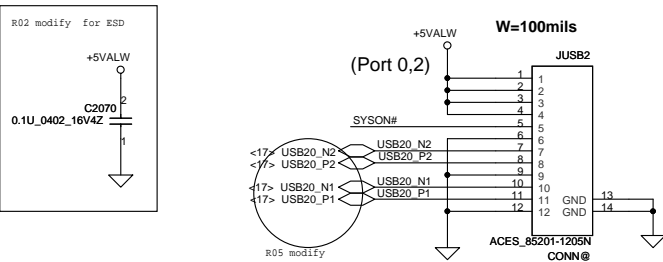 R02 modify for ESD
+5VALW
C2070
2
0.1U_0402_16V4Z
1
+5VALW
W=100mils
(Port 0,2)
JUSB2
1 1
2 2
3 3
4 4
SYSON# 5 5
6 6
<17> USB20_N2 USB20_N2 7 7
<17> USB20_P2 USB20_P2 8 8
9 9
<17> USB20_N1 USB20_N1 10 10
<17> USB20_P1 USB20_P1 11 11 GND 13
12 12 GND 14
ACES_85201-1205N
CONN@
R05 modify